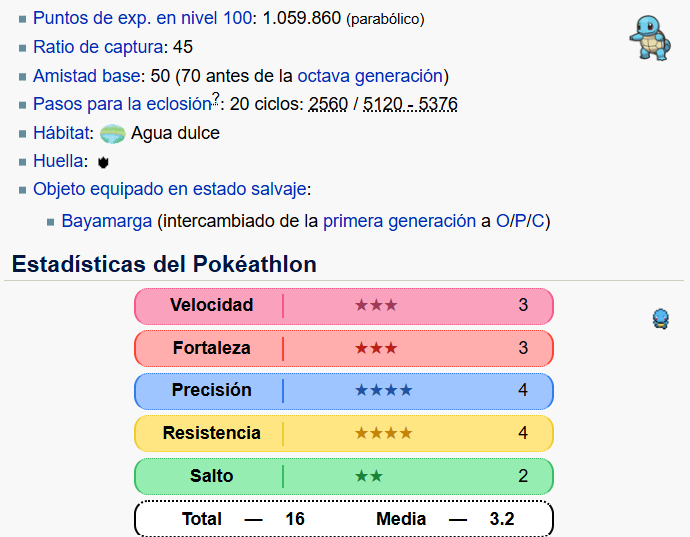 Puntos de exp. en nivel 100: 1.059.860 (parabólico)
Ratio de captura: 45
Amistad base: 50 (70 antes de la octava generación)
Pasos para la eclosión?: 20 ciclos: 2560 / 5120 - 5376
Hábitat: Agua dulce
Huella:
Objeto equipado en estado salvaje:
Bayamarga (intercambiado de la primera generación a O/P/C)
Estadísticas del Pokéathlon
Velocidad ★★★ 3
Fortaleza ★★★ 3
Precisión ★★★★ 4
Resistencia ★★★★ 4
Salto ★★ 2
Total — 16 Media — 3.2